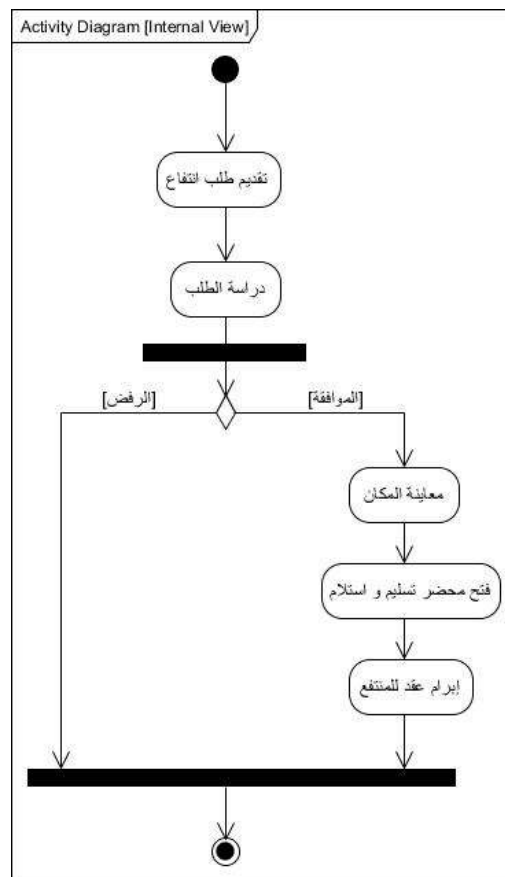 Activity Diagram [Internal View]
تقديم طلب انتفاع
دراسة الطلب
[الموافقة]
[الرفض]
معاينة المكان
فتح محضر تسليم و استلام
إبرام عقد للمنتفع